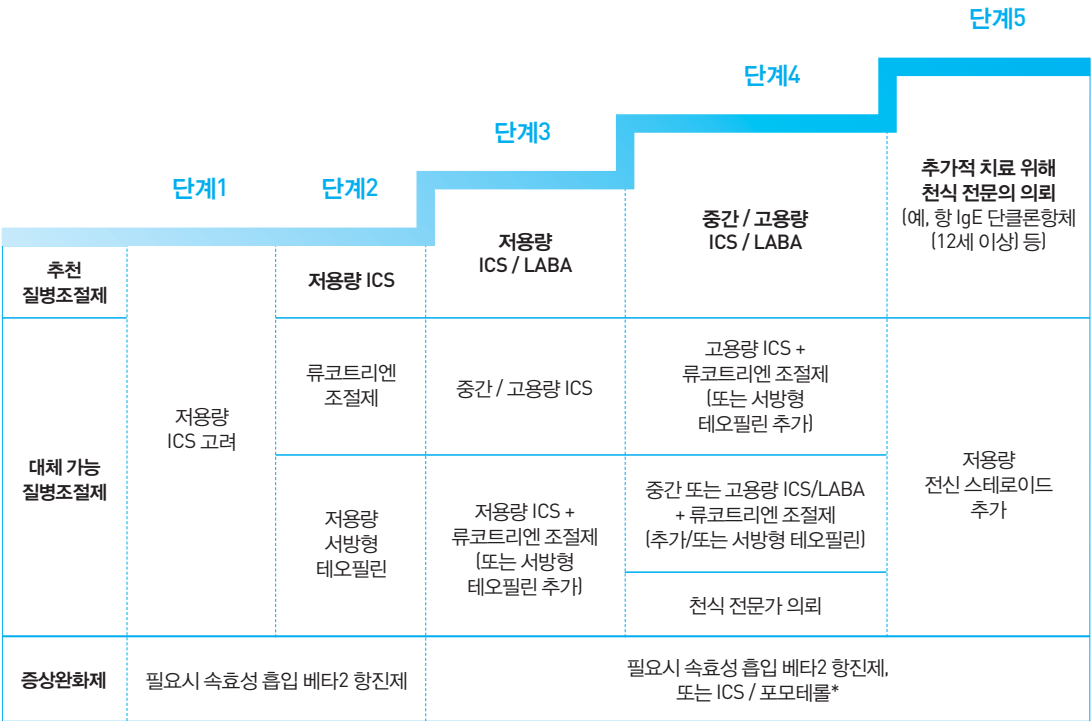 단계1
단계2
단계3
단계4
단계5
추천
질병조절제
저용량 ICS
저용량
ICS / LABA
중간 / 고용량
ICS / LABA
추가적 치료 위해
천식 전문의 의뢰
(예, 항 IgE 단클론항체
(12세 이상) 등)
대체 가능
질병조절제
저용량
ICS 고려
류코트리엔
조절제
중간 / 고용량 ICS
고용량 ICS +
류코트리엔 조절제
(또는 서방형
테오필린 추가)
저용량
서방형
테오필린
저용량 ICS +
류코트리엔 조절제
(또는 서방형
테오필린 추가)
중간 또는 고용량 ICS/LABA
+ 류코트리엔 조절제
(추가/또는 서방형 테오필린)
천식 전문가 의뢰
저용량
전신 스테로이드
추가
증상완화제
필요시 속효성 흡입 베타2 항진제
필요시 속효성 흡입 베타2 항진제,
또는 ICS / 포모테롤*